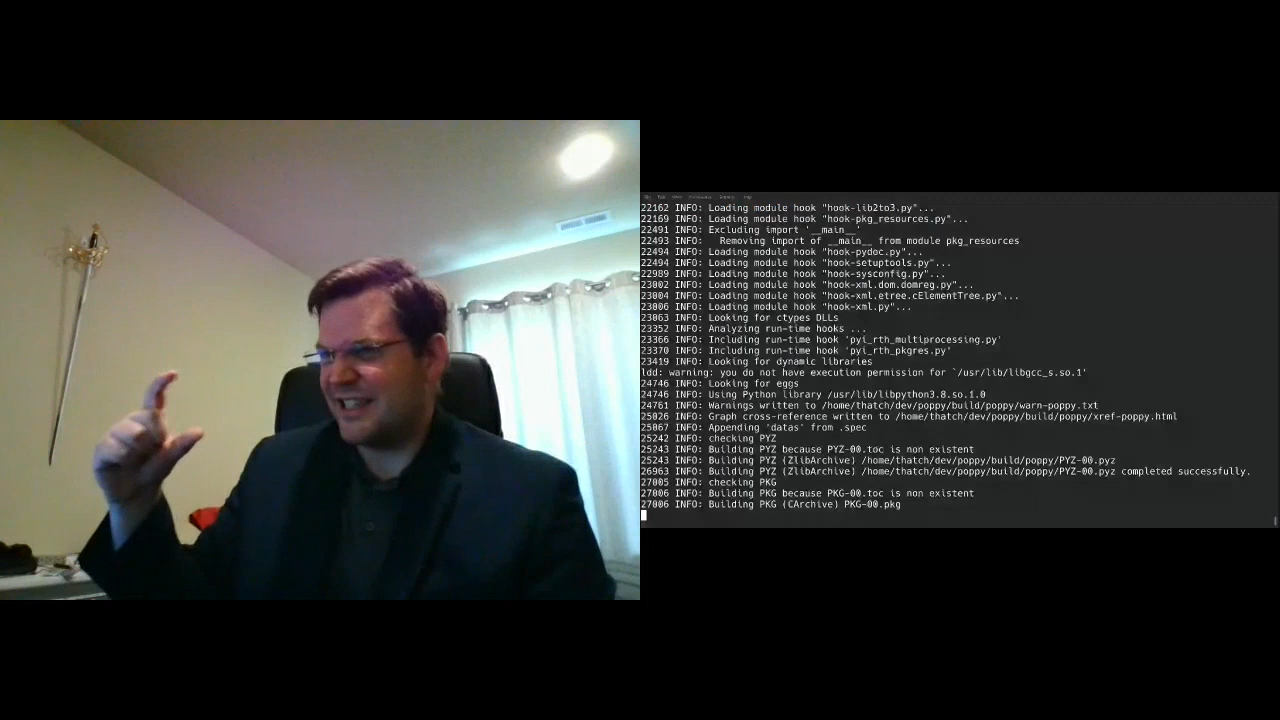 22162 INFO: Loading module hook "hook-lib2to3.py"...
22169 INFO: Loading module hook "hook-pkg_resources.py"...
22491 INFO: Excluding import '__main__'
22493 INFO:   Removing import of __main__ from module pkg_resources
22494 INFO: Loading module hook "hook-pydoc.py"...
22494 INFO: Loading module hook "hook-setuptools.py"...
22989 INFO: Loading module hook "hook-sysconfig.py"...
23002 INFO: Loading module hook "hook-xml.dom.domreg.py"...
23004 INFO: Loading module hook "hook-xml.etree.cElementTree.py"...
23006 INFO: Loading module hook "hook-xml.py"...
23063 INFO: Looking for ctypes DLLs
23352 INFO: Analyzing run-time hooks ...
23366 INFO: Including run-time hook 'pyi_rth_multiprocessing.py'
23370 INFO: Including run-time hook 'pyi_rth_pkgres.py'
23419 INFO: Looking for dynamic libraries
ldd: warning: you do not have execution permission for `/usr/lib/libgcc_s.so.1'
24746 INFO: Looking for eggs
24746 INFO: Using Python library /usr/lib/libpython3.8.so.1.0
24761 INFO: Warnings written to /home/thatch/dev/poppy/build/poppy/warn-poppy.txt
25026 INFO: Graph cross-reference written to /home/thatch/dev/poppy/build/poppy/xref-poppy.html
25067 INFO: Appending 'datas' from .spec
25242 INFO: checking PYZ
25243 INFO: Building PYZ because PYZ-00.toc is non existent
25243 INFO: Building PYZ (ZlibArchive) /home/thatch/dev/poppy/build/poppy/PYZ-00.pyz
26963 INFO: Building PYZ (ZlibArchive) /home/thatch/dev/poppy/build/poppy/PYZ-00.pyz completed successfully.
27005 INFO: checking PKG
27006 INFO: Building PKG because PKG-00.toc is non existent
27006 INFO: Building PKG (CArchive) PKG-00.pkg